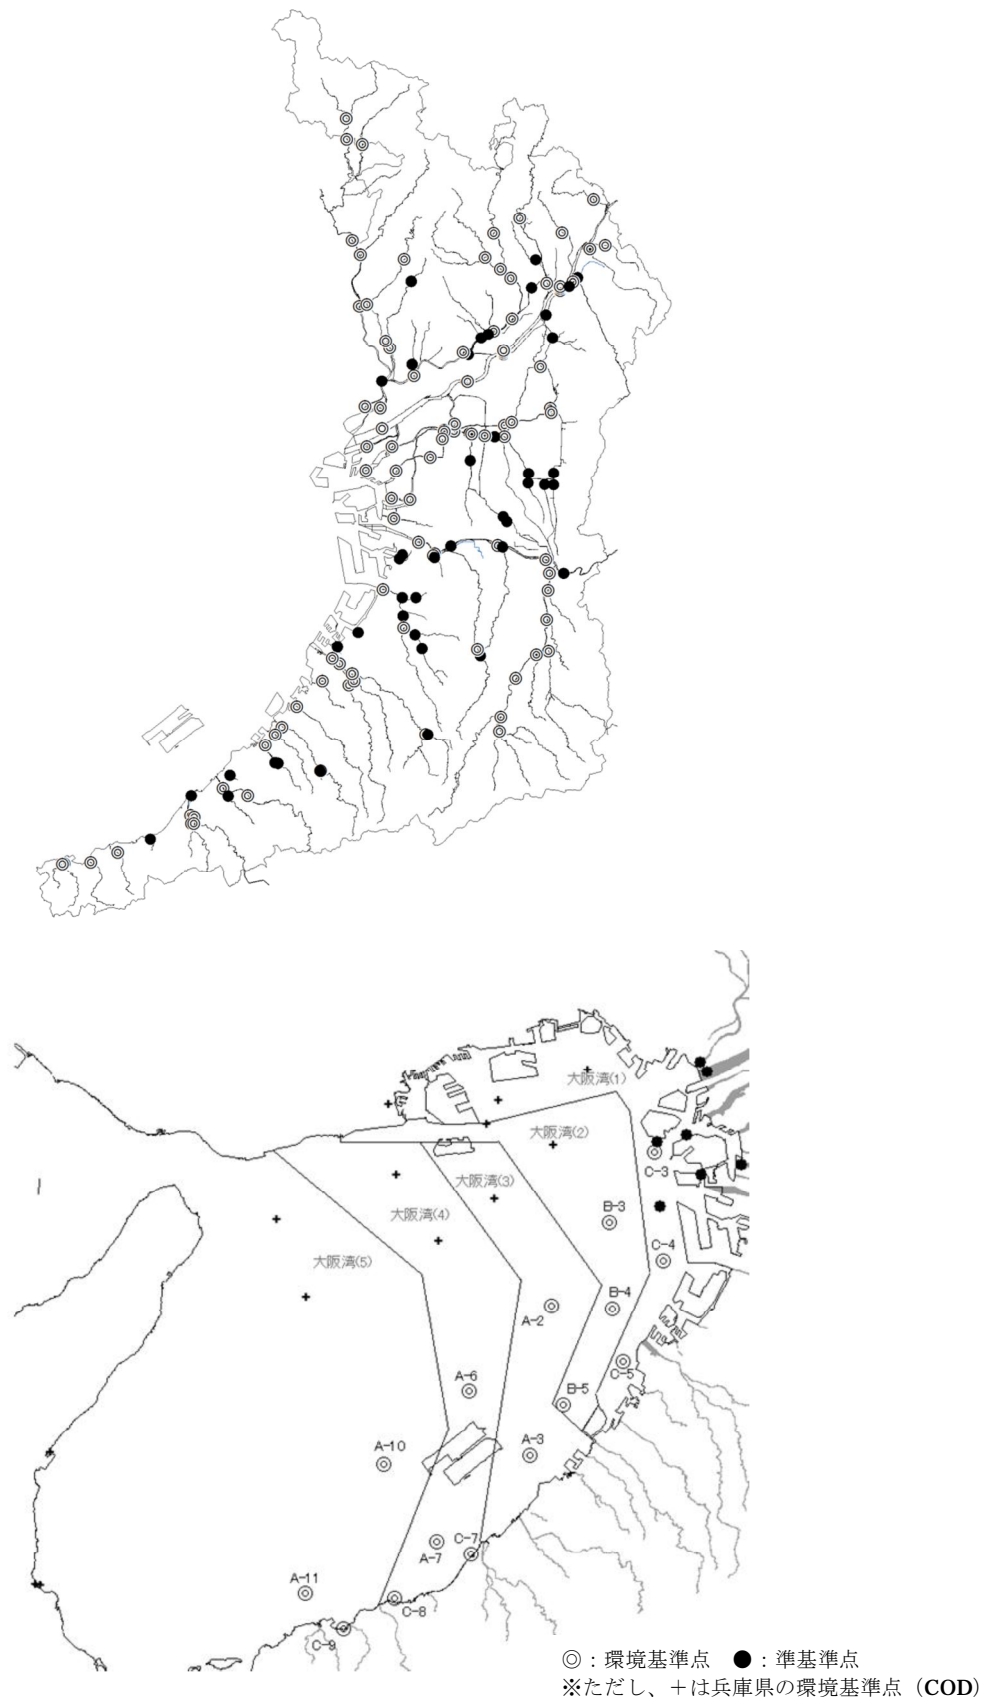 大阪湾(1)
大阪湾(2)
C-3
大阪湾(3)
B-3
大阪湾(4)
C-4
大阪湾(5)
B-4
A-2
C-5
A-6
B-5
A-3
A-10
C-7
A-7
A-11
C-8
C-9
◎：環境基準点　●：準基準点
※ただし、＋は兵庫県の環境基準点（COD）